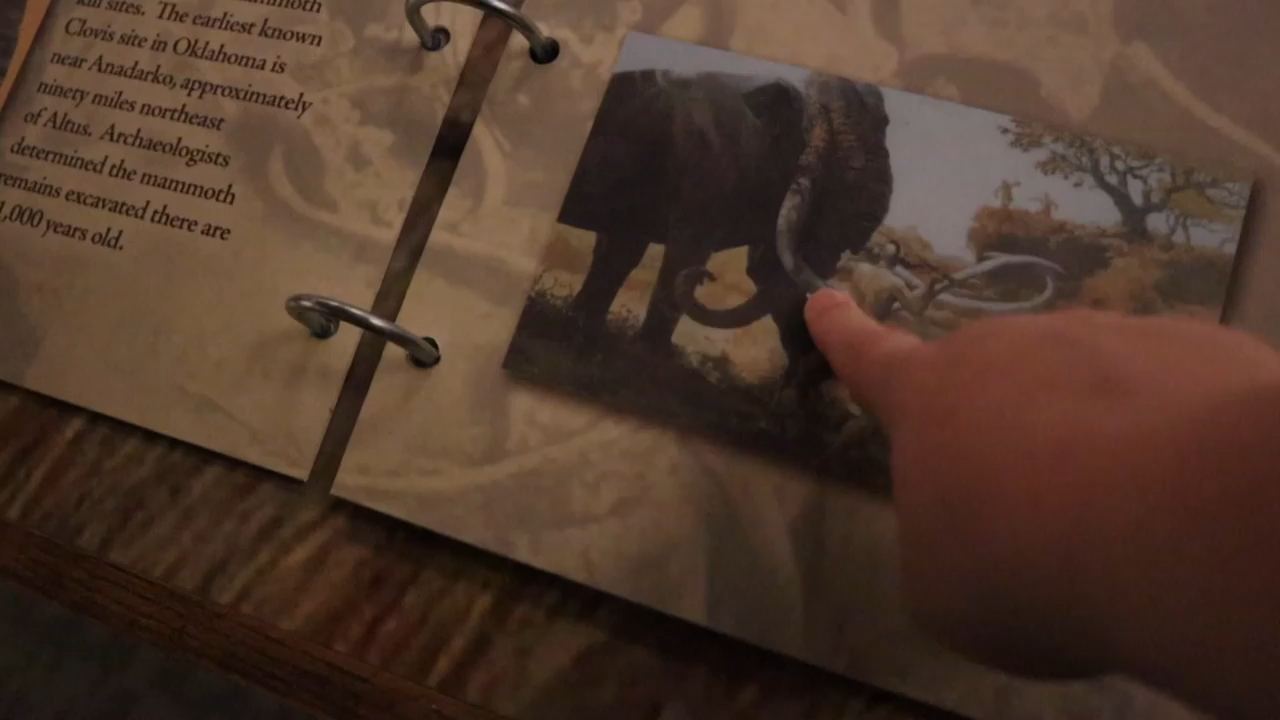 kill sites. The earliest known
Clovis site in Oklahoma is
near Anadarko, approximately
ninety miles northeast
of Altus. Archaeologists
determined the mammoth
remains excavated there are
1,000 years old.